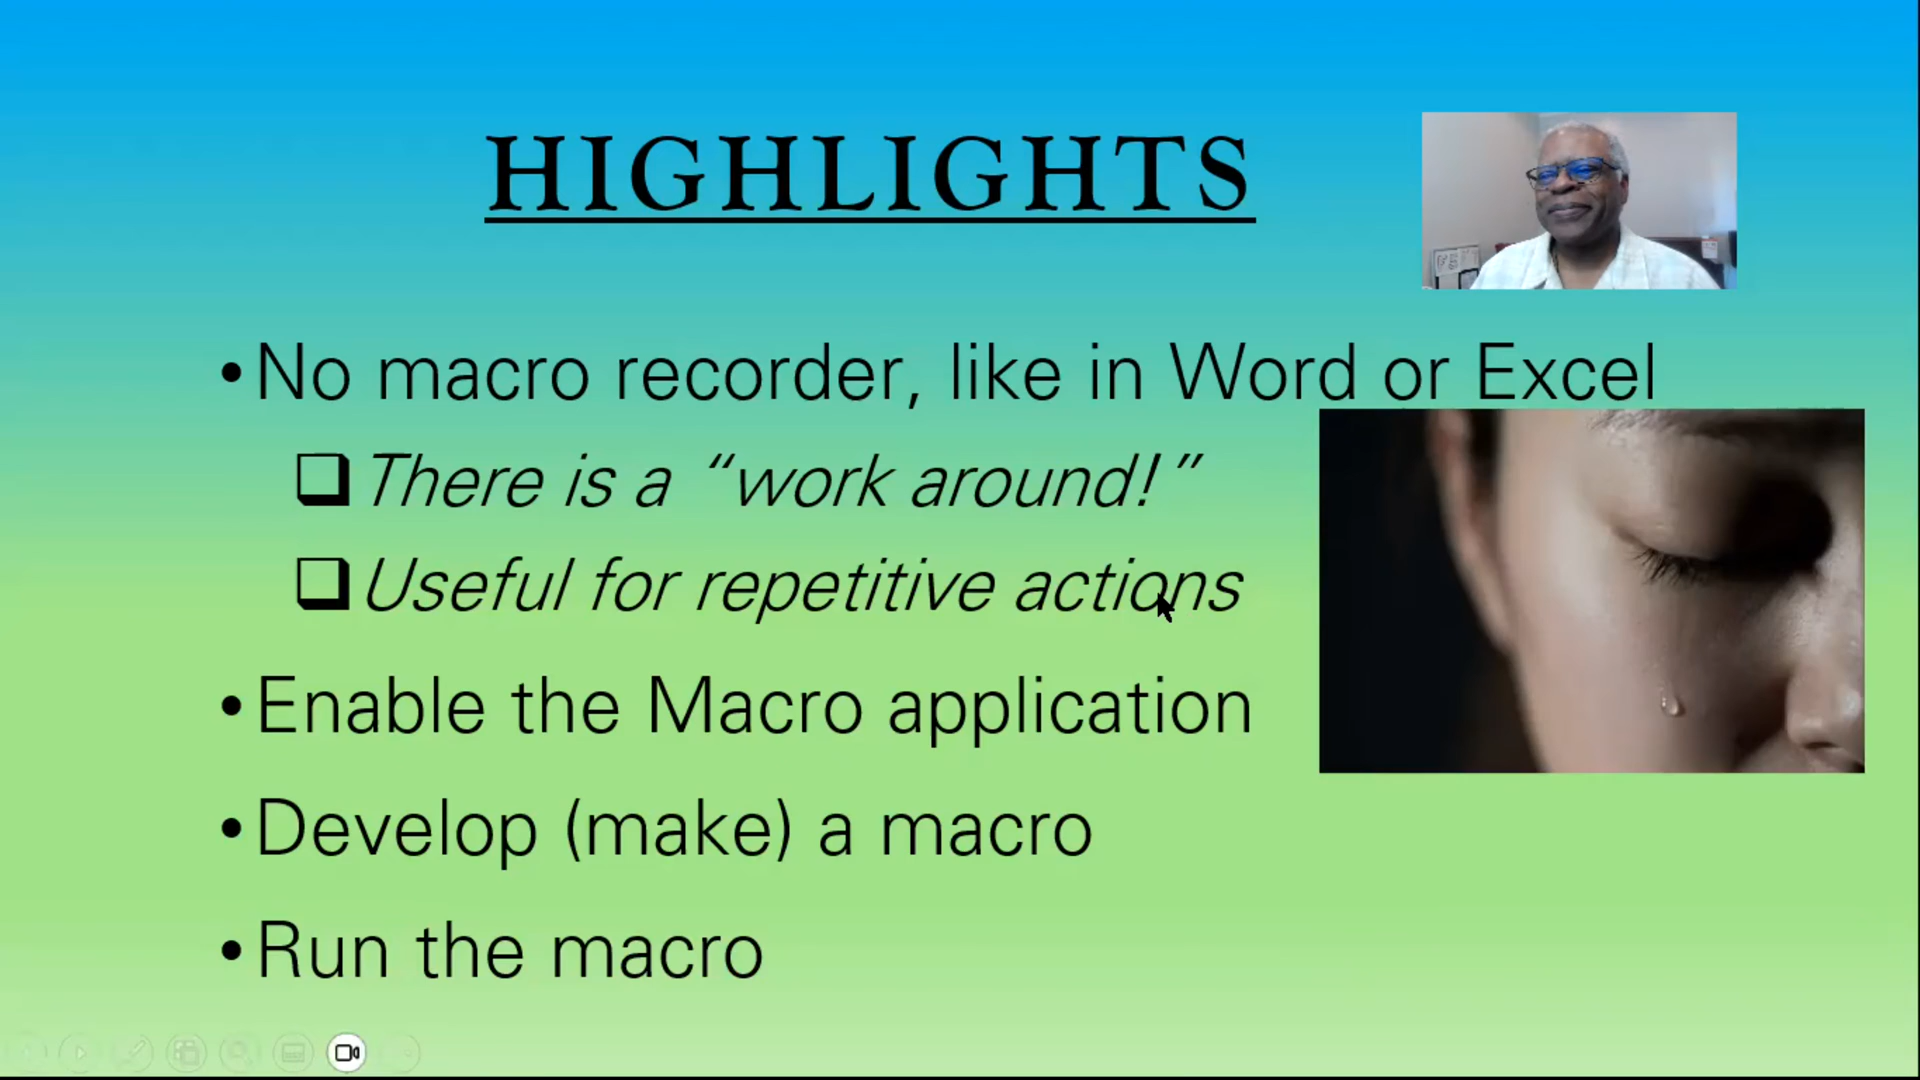 HIGHLIGHTS
• No macro recorder, like in Word or Excel
❑ There is a “work around!”
❑ Useful for repetitive actions
• Enable the Macro application
• Develop (make) a macro
• Run the macro